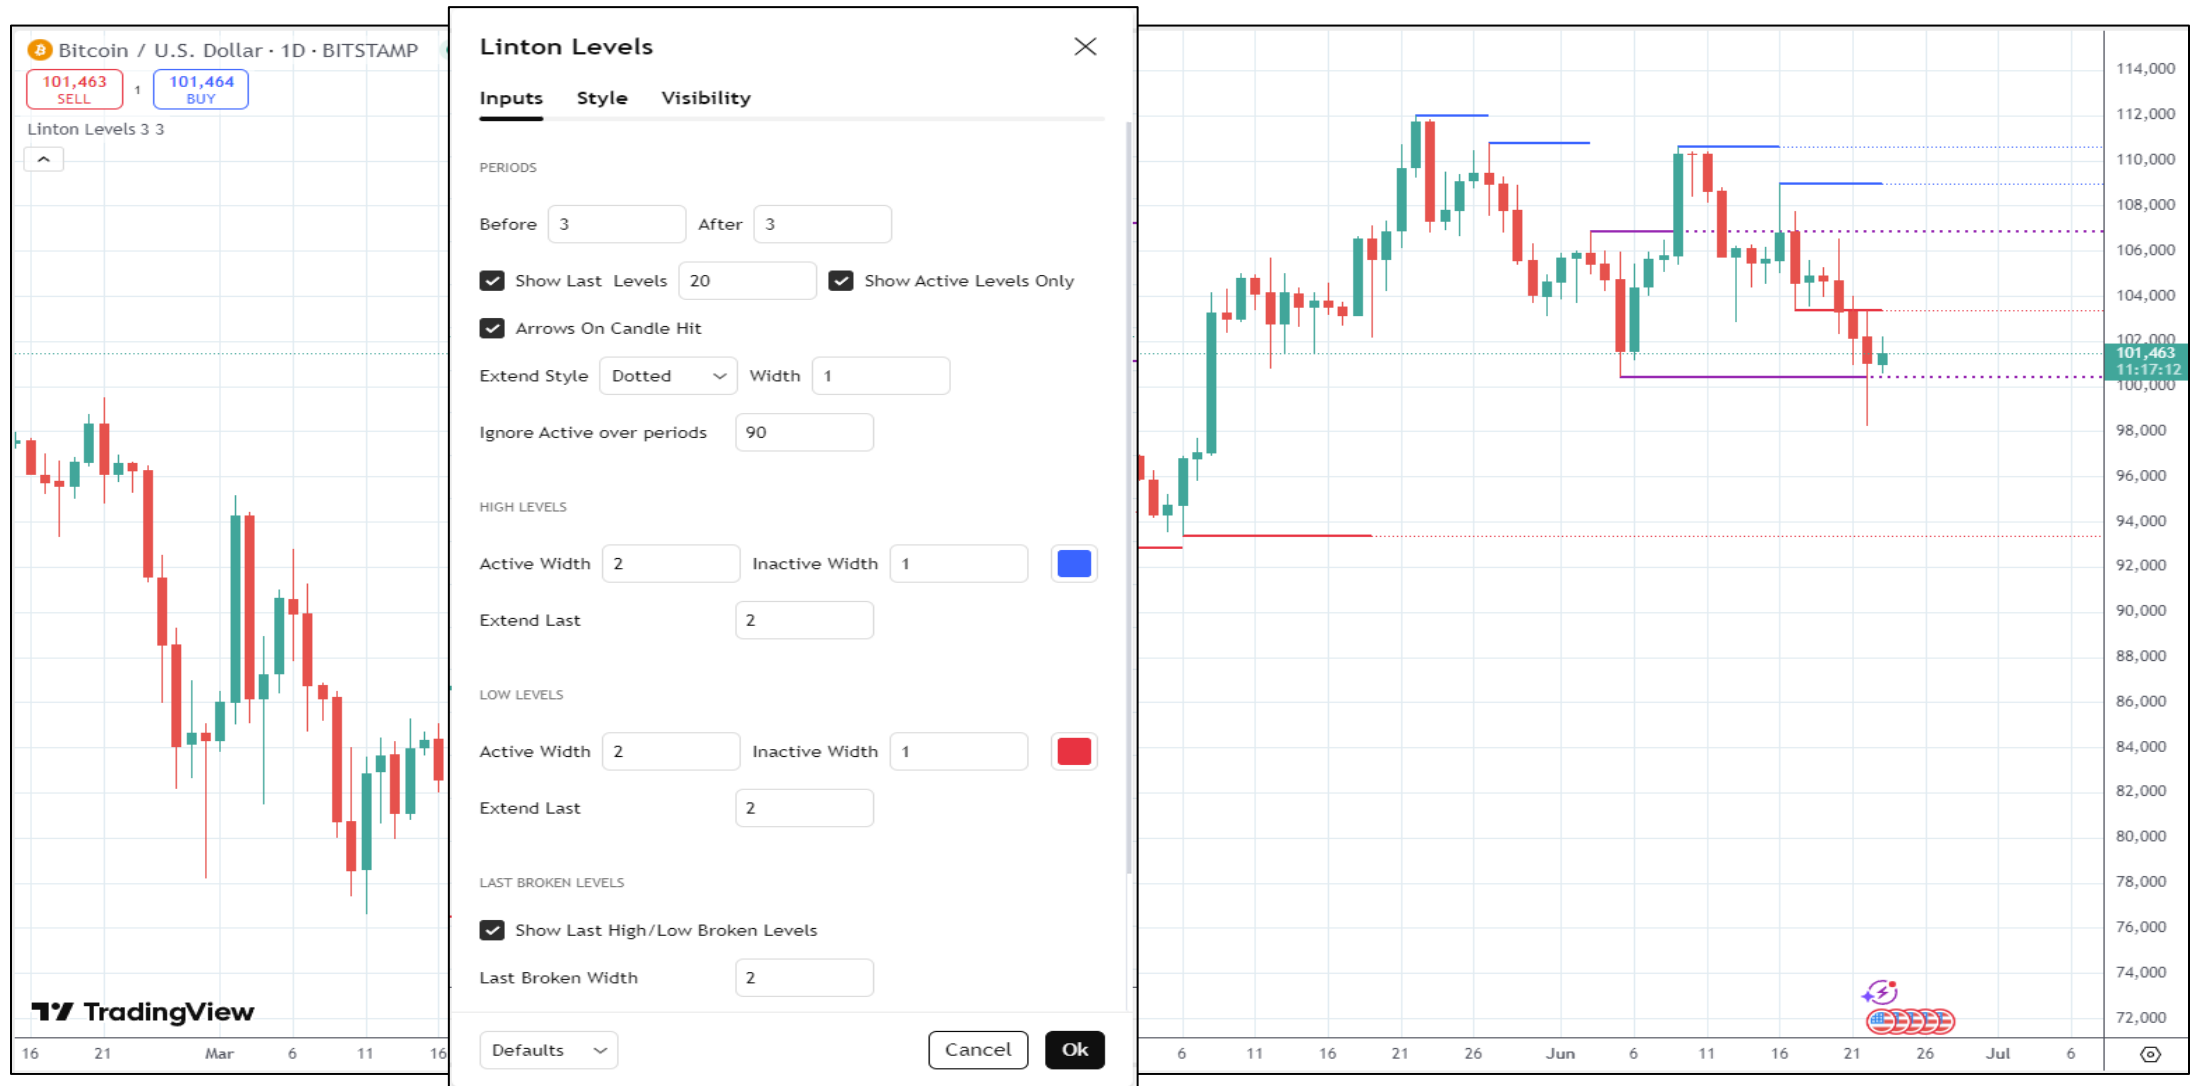 Bitcoin / U.S. Dollar · 1D · BITSTAMP
101,463
SELL
1
101,464
BUY
Linton Levels 3 3
TradingView
16 21 Mar 6 11 16
Linton Levels
Inputs Style Visibility
PERIODS
Before 3 After 3
Show Last Levels 20 Show Active Levels Only
Arrows On Candle Hit
Extend Style Dotted Width 1
Ignore Active over periods 90
HIGH LEVELS
Active Width 2 Inactive Width 1
Extend Last 2
LOW LEVELS
Active Width 2 Inactive Width 1
Extend Last 2
LAST BROKEN LEVELS
Show Last High/Low Broken Levels
Last Broken Width 2
Defaults Cancel Ok
114,000
112,000
110,000
108,000
106,000
104,000
102,000
101,463
11:17:12
100,000
98,000
96,000
94,000
92,000
90,000
88,000
86,000
84,000
82,000
80,000
78,000
76,000
74,000
72,000
6 11 16 21 26 Jun 6 11 16 21 26 Jul 6